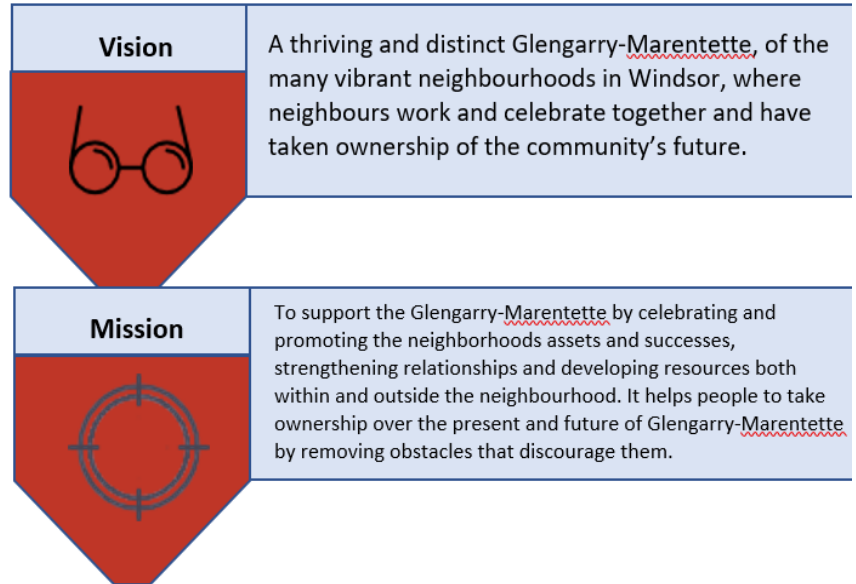 Vision
A thriving and distinct Glengarry-Marentette, of the
many vibrant neighbourhoods in Windsor, where
neighbours work and celebrate together and have
taken ownership of the community’s future.
Mission
To support the Glengarry-Marentette by celebrating and
promoting the neighborhoods assets and successes,
strengthening relationships and developing resources both
within and outside the neighbourhood. It helps people to take
ownership over the present and future of Glengarry-Marentette
by removing obstacles that discourage them.